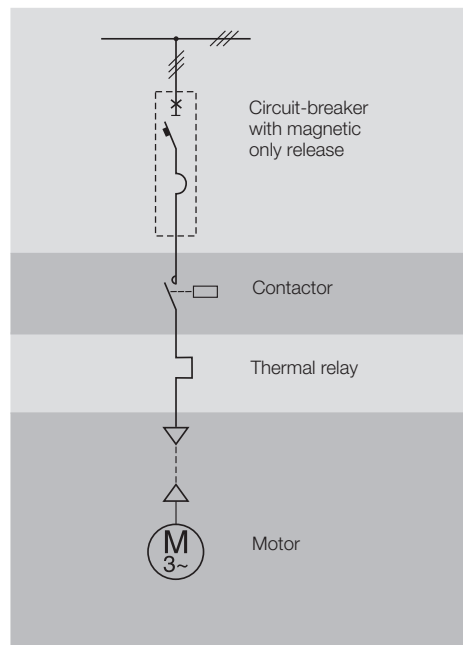 Circuit-breaker
with magnetic
only release
Contactor
Thermal relay
M
3~
Motor